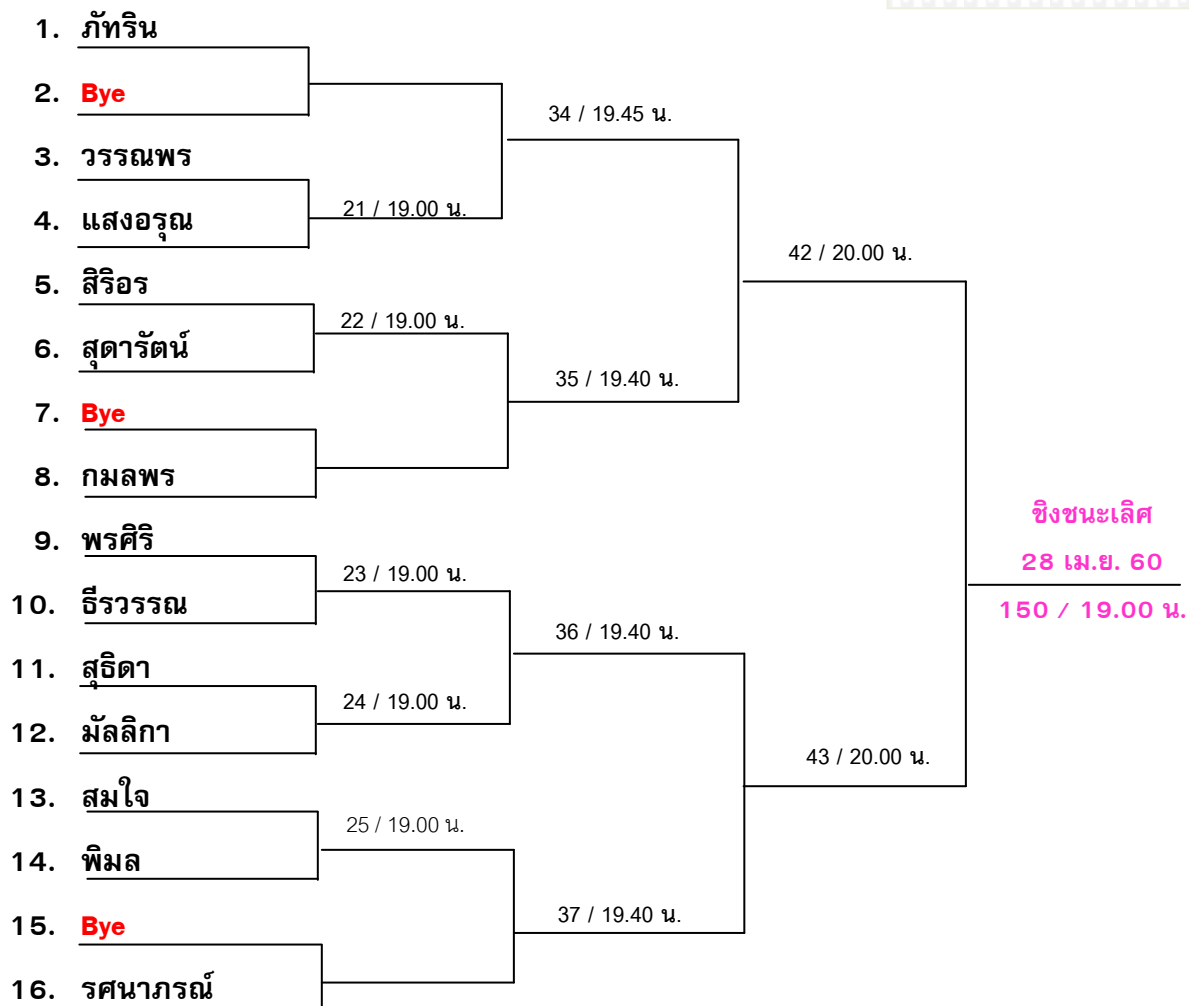 1. ภัทริน
2. Bye
3. วรรณพร
4. แสงอรุณ
5. สิริอร
6. สุดารัตน์
7. Bye
8. กมลพร
9. พรศิริ
10. ธีรวรรณ
11. สุธิดา
12. มัลลิกา
13. สมใจ
14. พิมล
15. Bye
16. รศนาภรณ์
21 / 19.00 น.
22 / 19.00 น.
23 / 19.00 น.
24 / 19.00 น.
25 / 19.00 น.
34 / 19.45 น.
35 / 19.40 น.
36 / 19.40 น.
37 / 19.40 น.
42 / 20.00 น.
43 / 20.00 น.
ชิงชนะเลิศ
28 เม.ย. 60
150 / 19.00 น.